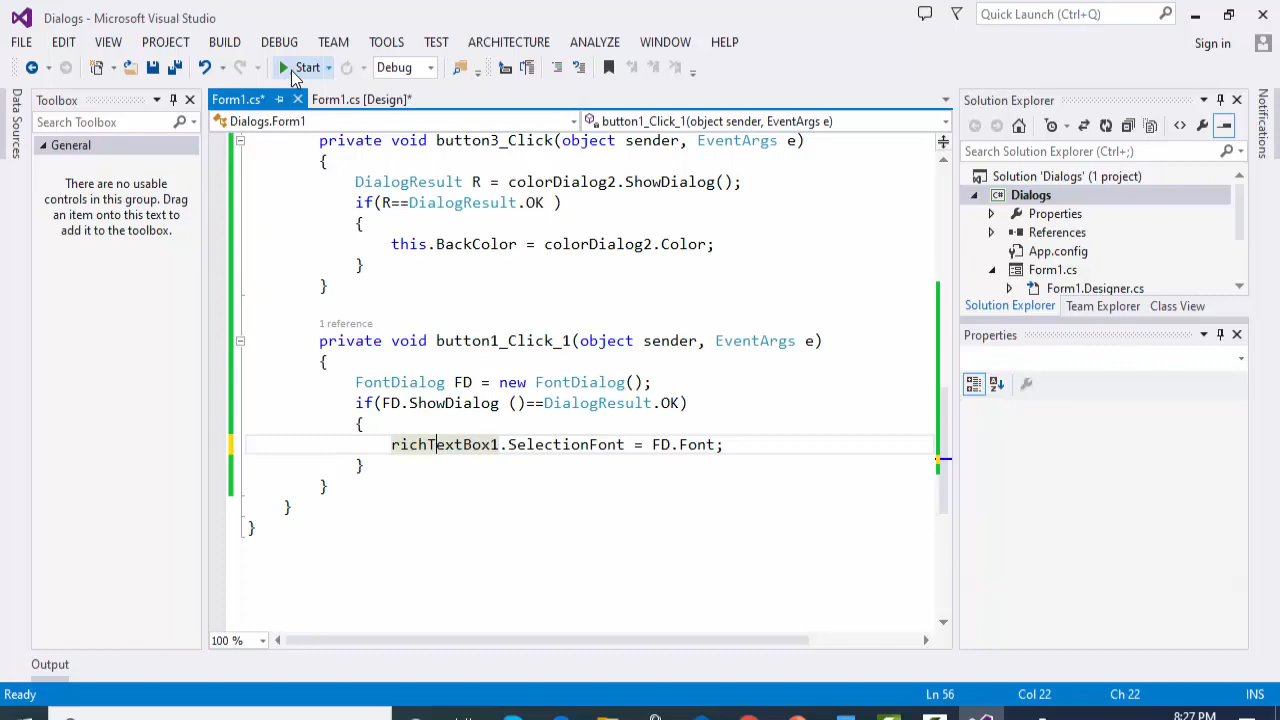 Dialogs - Microsoft Visual Studio
Quick Launch (Ctrl+Q)
FILE EDIT VIEW PROJECT BUILD DEBUG TEAM TOOLS TEST ARCHITECTURE ANALYZE WINDOW HELP
Sign in
Start Debug
Data Sources
Toolbox
Search Toolbox
General
There are no usable
controls in this group. Drag
an item onto this text to
add it to the toolbox.
Form1.cs* Form1.cs [Design]*
Dialogs.Form1 button1_Click_1(object sender, EventArgs e)
private void button3_Click(object sender, EventArgs e)
{
DialogResult R = colorDialog2.ShowDialog();
if(R==DialogResult.OK )
{
this.BackColor = colorDialog2.Color;
}
}
1 reference
private void button1_Click_1(object sender, EventArgs e)
{
FontDialog FD = new FontDialog();
if(FD.ShowDialog ()==DialogResult.OK)
{
richTextBox1.SelectionFont = FD.Font;
}
}
}
}
100 %
Solution Explorer
Search Solution Explorer (Ctrl+;)
Solution 'Dialogs' (1 project)
C# Dialogs
Properties
References
App.config
Form1.cs
Form1.Designer.cs
Solution Explorer Team Explorer Class View
Properties
Notifications
Output
Ready Ln 56 Col 22 Ch 22 INS
8:27 PM